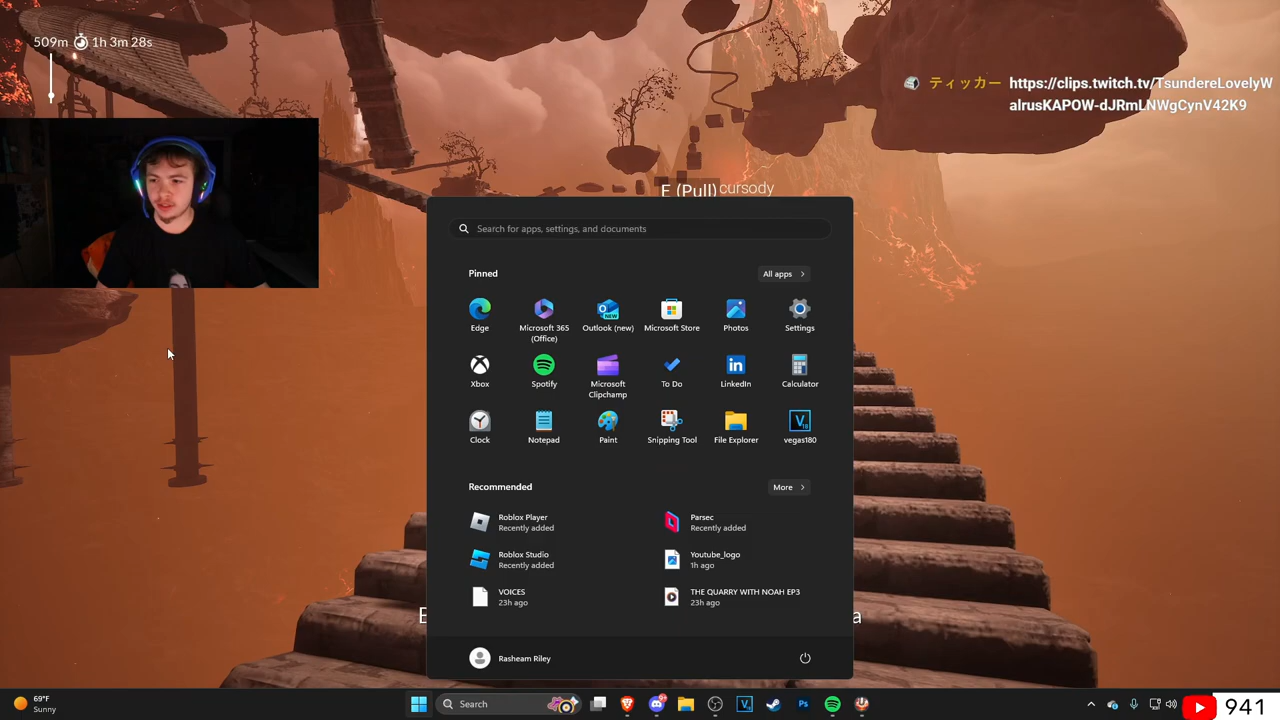 509m 1h 3m 28s
ティッカー https://clips.twitch.tv/TsundereLovelyW
alrusKAPOW-dJRmLNWgCynV42K9
E (Pull) cursody
Search for apps, settings, and documents
Pinned
All apps
Edge
Microsoft 365
(Office)
Outlook (new)
Microsoft Store
Photos
Settings
Xbox
Spotify
Microsoft
Clipchamp
To Do
LinkedIn
Calculator
Clock
Notepad
Paint
Snipping Tool
File Explorer
vegas180
Recommended
More
Roblox Player
Recently added
Parsec
Recently added
Roblox Studio
Recently added
Youtube_logo
1h ago
VOICES
23h ago
THE QUARRY WITH NOAH EP3
23h ago
E
a
Rasheam Riley
69°F
Sunny
Search
941